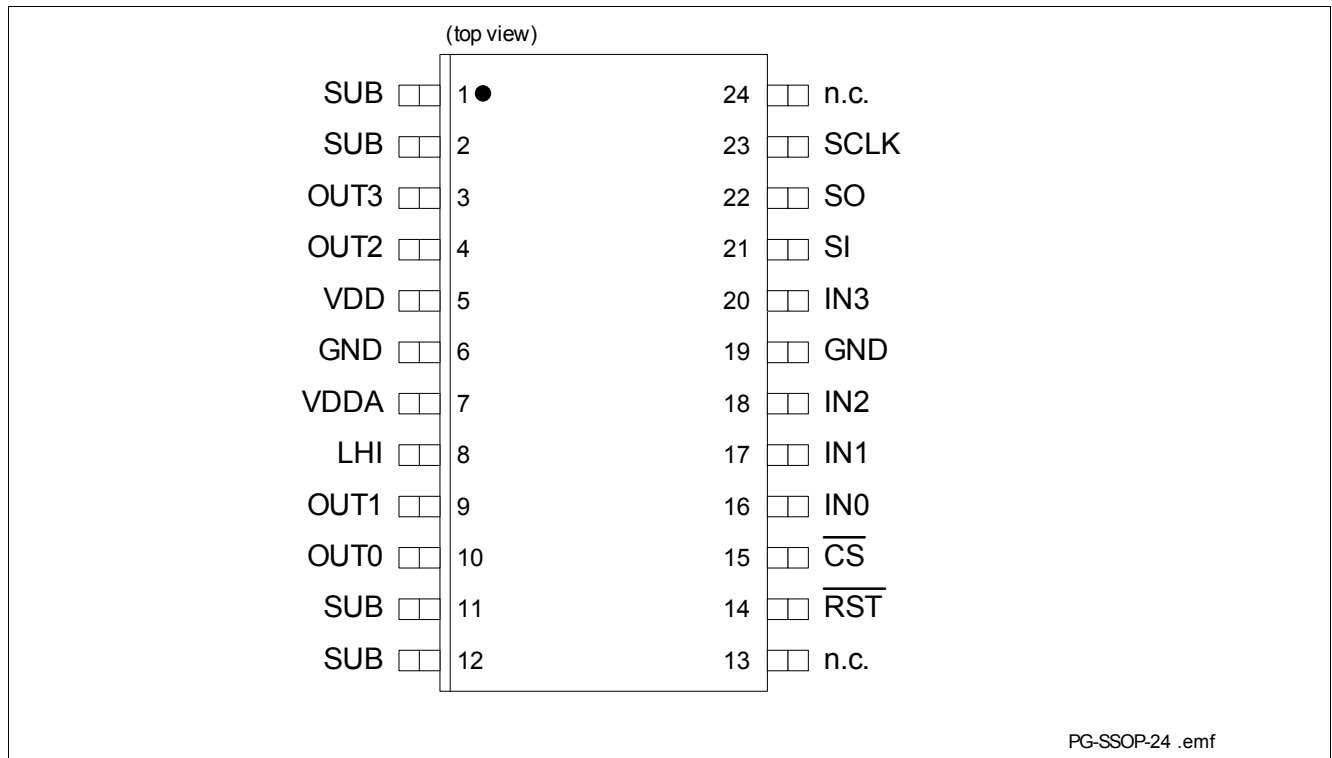 (top view)
SUB 1 24 n.c.
SUB 2 23 SCLK
OUT3 3 22 SO
OUT2 4 21 SI
VDD 5 20 IN3
GND 6 19 GND
VDDA 7 18 IN2
LHI 8 17 IN1
OUT1 9 16 IN0
OUT0 10 15 CS
SUB 11 14 RST
SUB 12 13 n.c.
PG-SSOP-24 .emf